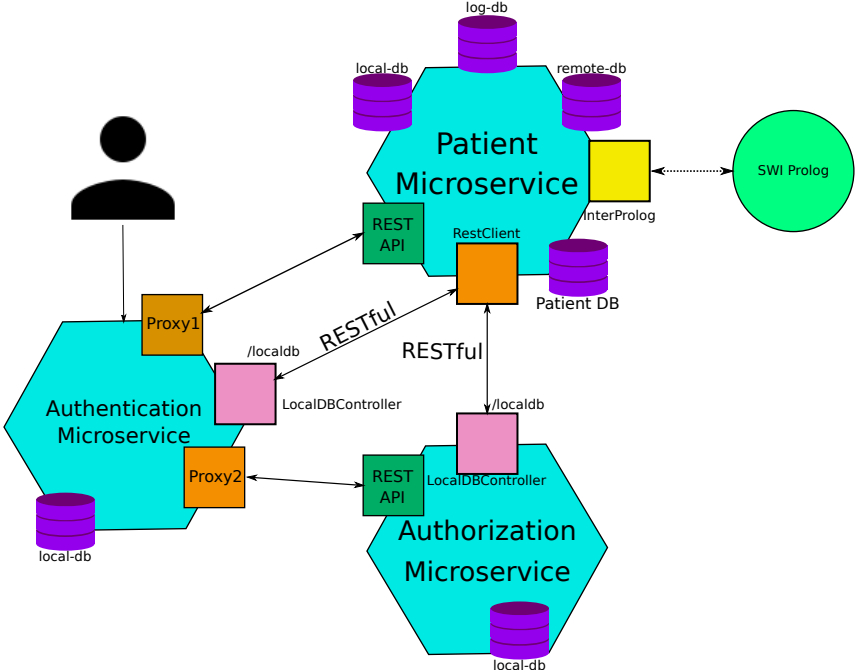 log-db
local-db
remote-db
Patient
Microservice
SWI Prolog
InterProlog
REST
API
RestClient
Patient DB
Proxy1
RESTful
/localdb
RESTful
LocalDBController
/localdb
Authentication
Microservice
Proxy2
REST
API
LocalDBController
Authorization
Microservice
local-db
local-db